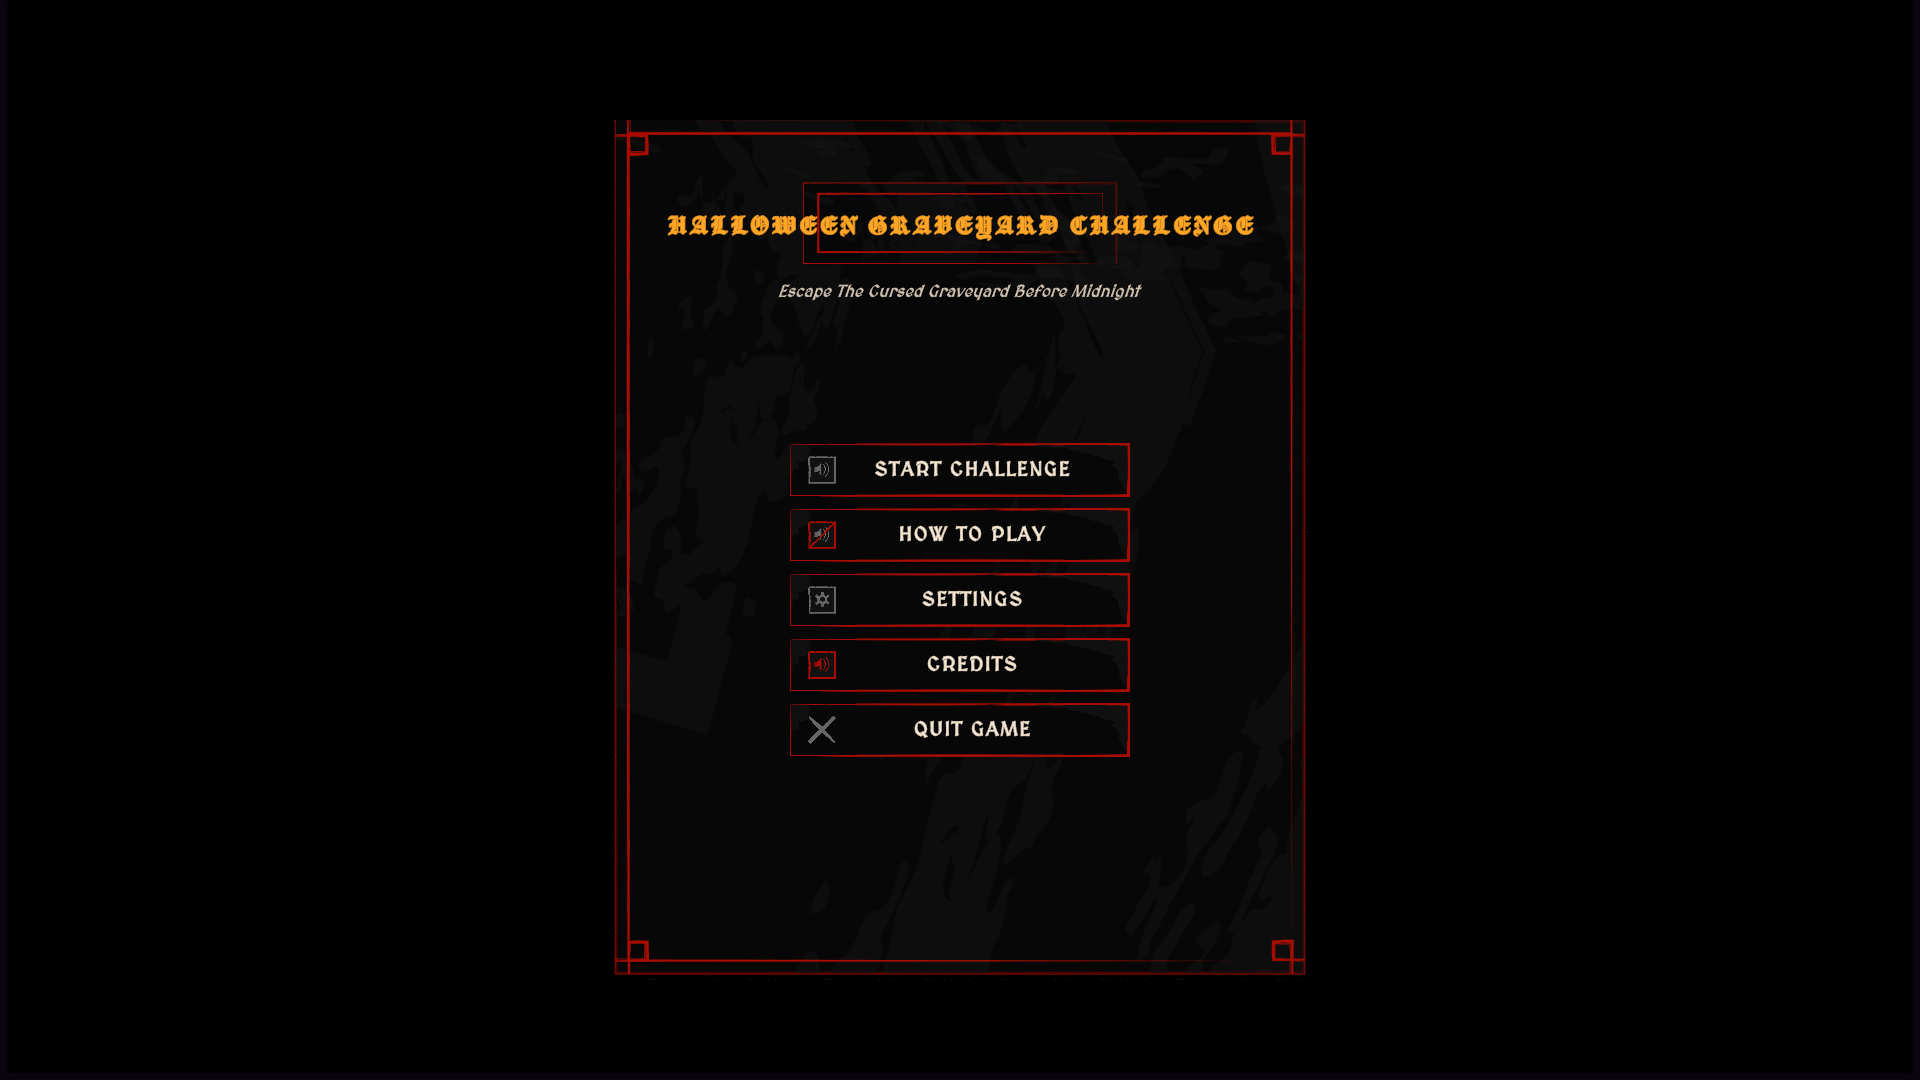 HALLOWEEN GRAVEYARD CHALLENGE
Escape The Cursed Graveyard Before Midnight
START CHALLENGE
HOW TO PLAY
SETTINGS
CREDITS
QUIT GAME